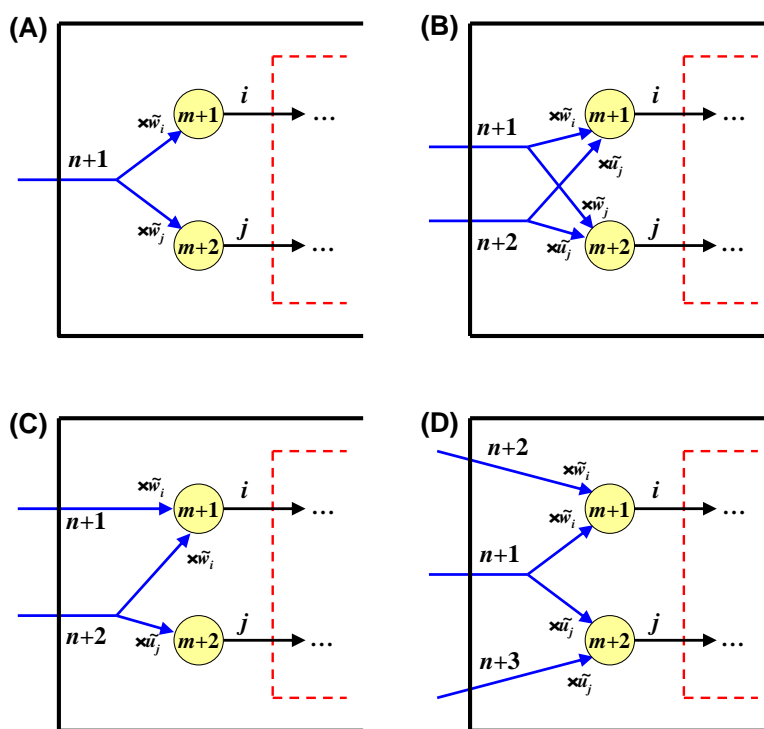 (A)
i
×w̃ᵢ
m+1
...
n+1
×w̃ⱼ
j
m+2
...
(B)
i
×w̃ᵢ
m+1
...
n+1
×ũⱼ
×w̃ⱼ
j
n+2
×ũⱼ
m+2
...
(C)
×w̃ᵢ
i
m+1
...
n+1
×w̃ᵢ
j
n+2
×ũⱼ
m+2
...
(D)
n+2
×w̃ᵢ
i
m+1
...
×w̃ᵢ
n+1
×ũⱼ
j
m+2
...
n+3
×ũⱼ